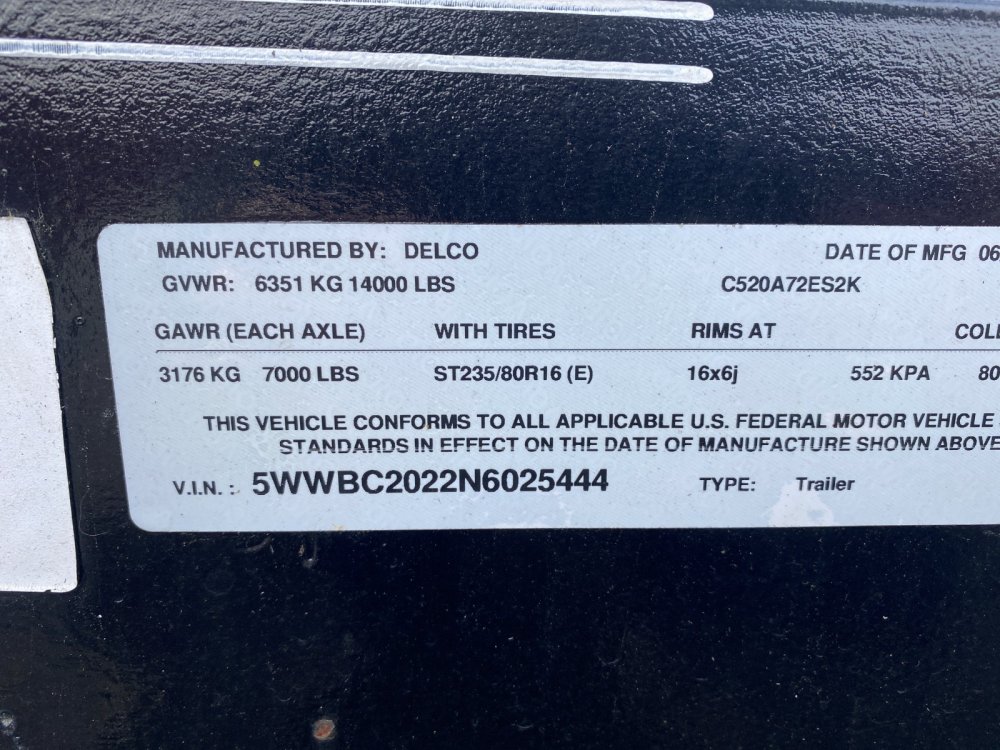 MANUFACTURED BY: DELCO DATE OF MFG 06
GVWR: 6351 KG 14000 LBS C520A72ES2K
GAWR (EACH AXLE) WITH TIRES RIMS AT COL
3176 KG 7000 LBS ST235/80R16 (E) 16x6j 552 KPA 80
THIS VEHICLE CONFORMS TO ALL APPLICABLE U.S. FEDERAL MOTOR VEHICLE
STANDARDS IN EFFECT ON THE DATE OF MANUFACTURE SHOWN ABOVE
V.I.N. : 5WWBC2022N6025444 TYPE: Trailer